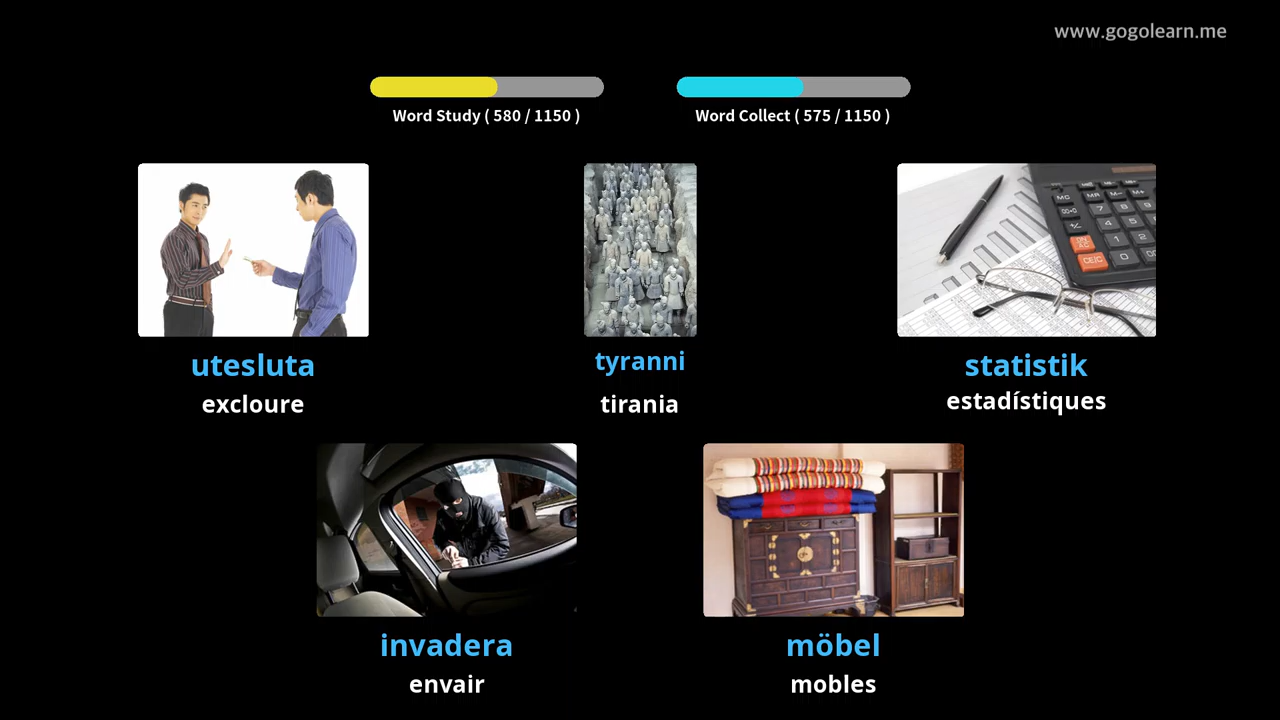 www.gogolearn.me
Word Study ( 580 / 1150 )
Word Collect ( 575 / 1150 )
utesluta
excloure
tyranni
tirania
statistik
estadístiques
invadera
envair
möbel
mobles